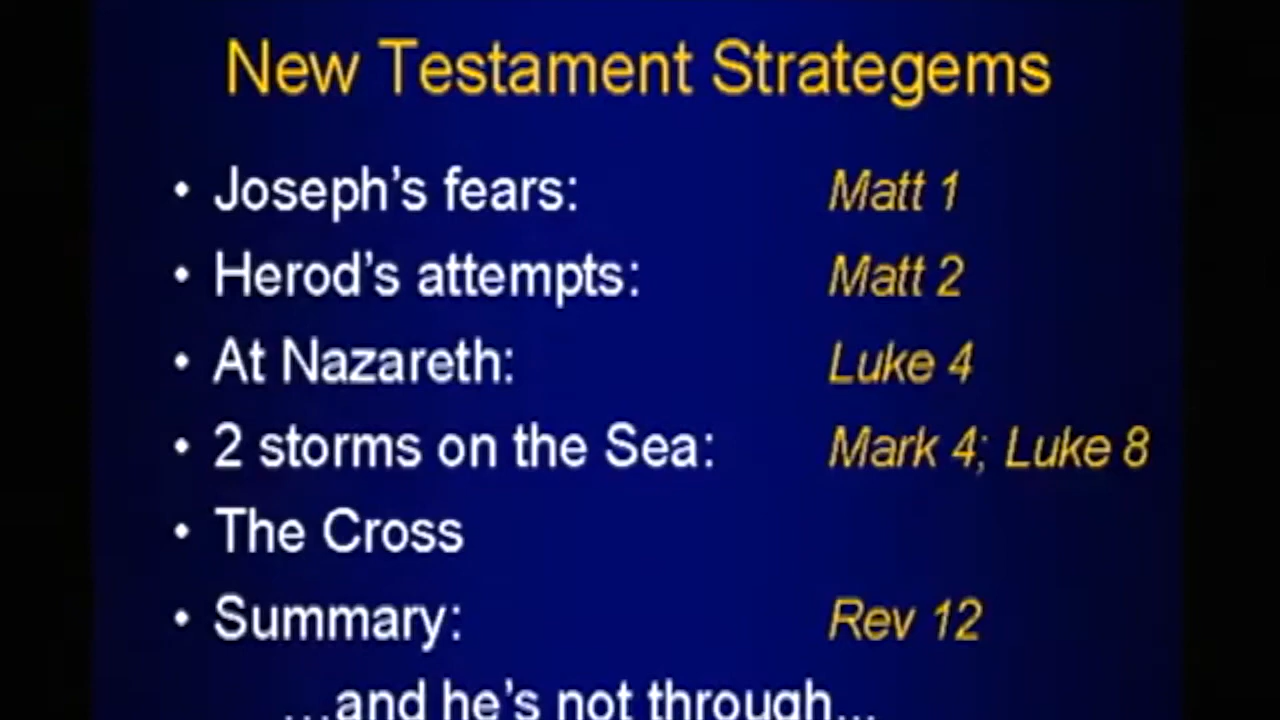 New Testament Strategems
• Joseph's fears: Matt 1
• Herod's attempts: Matt 2
• At Nazareth: Luke 4
• 2 storms on the Sea: Mark 4; Luke 8
• The Cross
• Summary: Rev 12
...and he's not through...